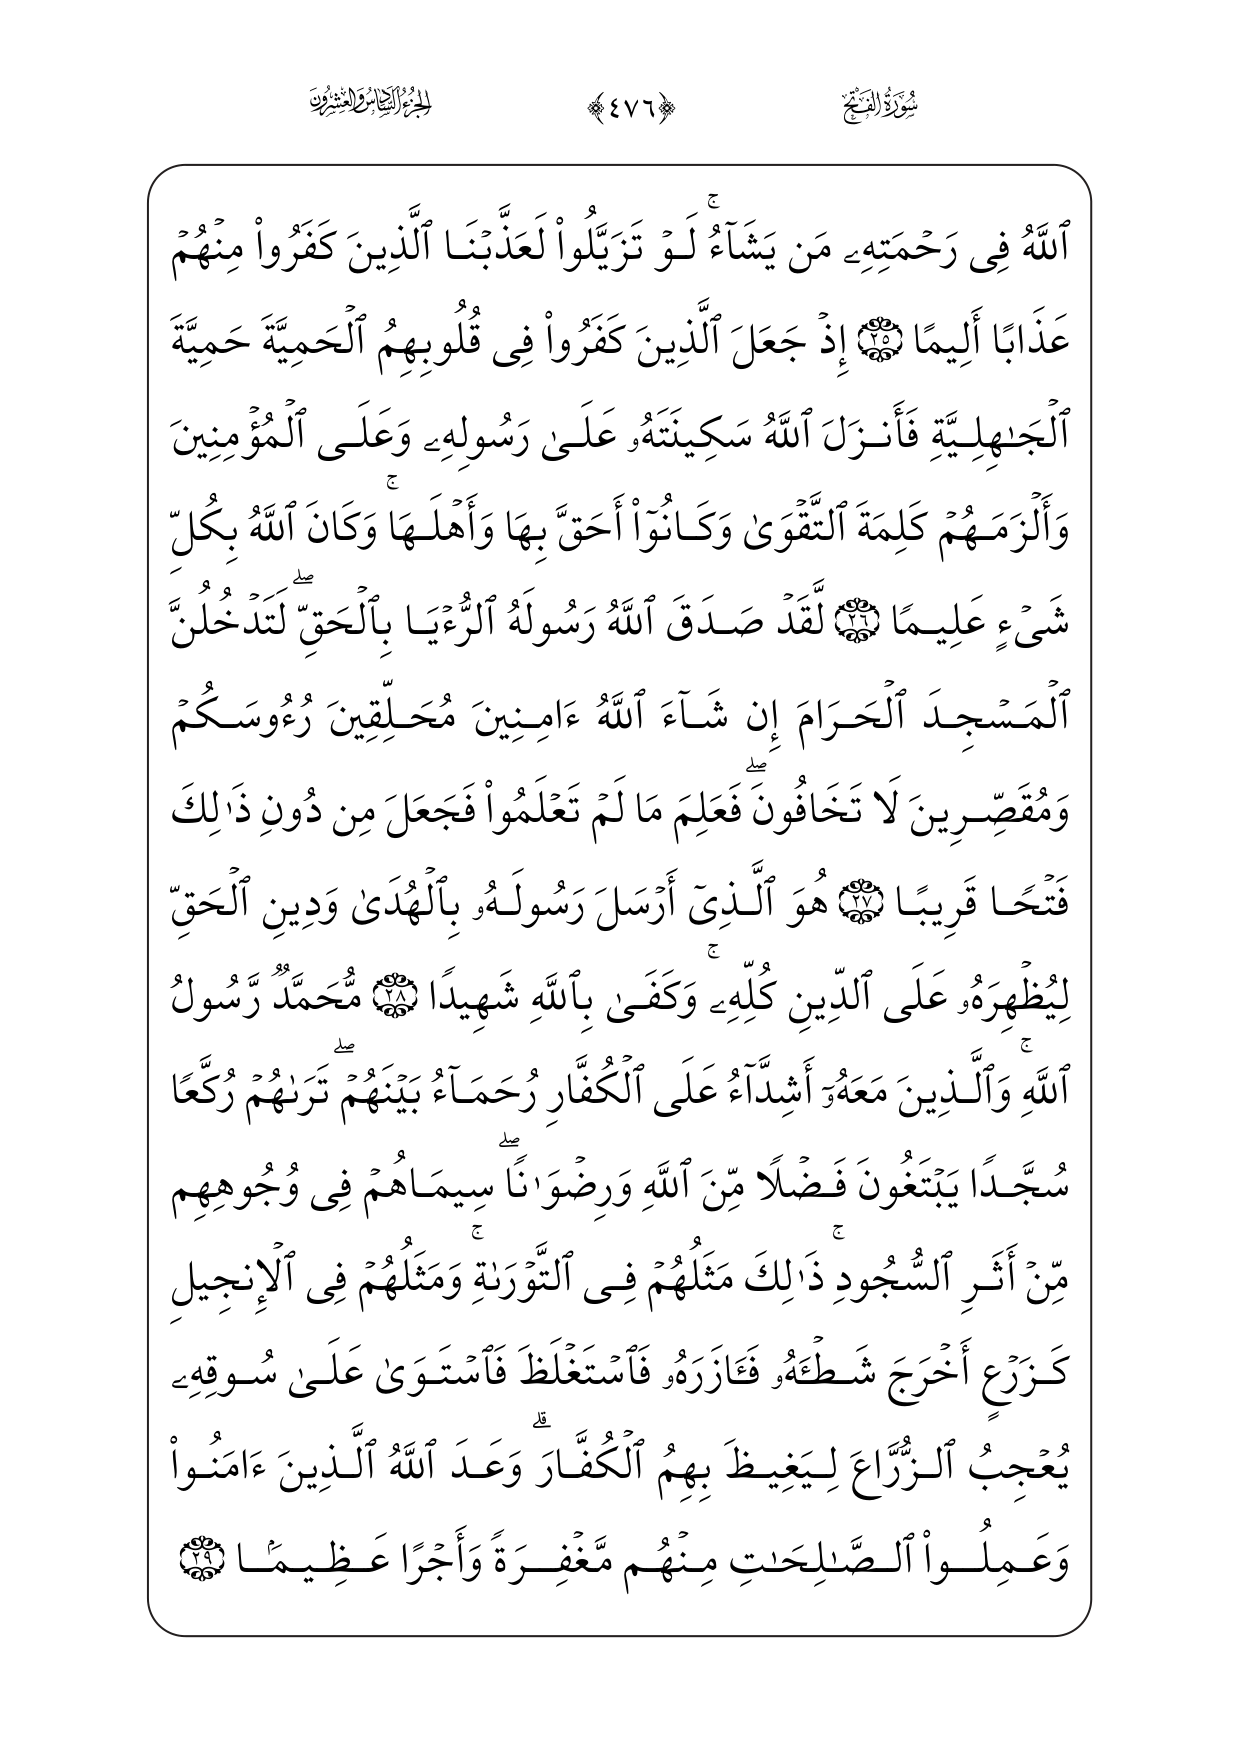 سُورَةُ الفَتْحِ ﴿٤٧٦﴾ الجُزْءُ السَّادِسُ وَالعِشْرُونَ
ٱللَّهُ فِى رَحۡمَتِهِۦ مَن يَشَآءُۚ لَوۡ تَزَيَّلُوا۟ لَعَذَّبۡنَا ٱلَّذِينَ كَفَرُوا۟ مِنۡهُمۡ
عَذَابًا أَلِيمًا ۝٢٥ إِذۡ جَعَلَ ٱلَّذِينَ كَفَرُوا۟ فِى قُلُوبِهِمُ ٱلۡحَمِيَّةَ حَمِيَّةَ
ٱلۡجَـٰهِلِيَّةِ فَأَنزَلَ ٱللَّهُ سَكِينَتَهُۥ عَلَىٰ رَسُولِهِۦ وَعَلَى ٱلۡمُؤۡمِنِينَ
وَأَلۡزَمَهُمۡ كَلِمَةَ ٱلتَّقۡوَىٰ وَكَانُوٓا۟ أَحَقَّ بِهَا وَأَهۡلَهَاۚ وَكَانَ ٱللَّهُ بِكُلِّ
شَىۡءٍ عَلِيمًا ۝٢٦ لَّقَدۡ صَدَقَ ٱللَّهُ رَسُولَهُ ٱلرُّءۡيَا بِٱلۡحَقِّۖ لَتَدۡخُلُنَّ
ٱلۡمَسۡجِدَ ٱلۡحَرَامَ إِن شَآءَ ٱللَّهُ ءَامِنِينَ مُحَلِّقِينَ رُءُوسَكُمۡ
وَمُقَصِّرِينَ لَا تَخَافُونَۖ فَعَلِمَ مَا لَمۡ تَعۡلَمُوا۟ فَجَعَلَ مِن دُونِ ذَٰلِكَ
فَتۡحًا قَرِيبًا ۝٢٧ هُوَ ٱلَّذِىٓ أَرۡسَلَ رَسُولَهُۥ بِٱلۡهُدَىٰ وَدِينِ ٱلۡحَقِّ
لِيُظۡهِرَهُۥ عَلَى ٱلدِّينِ كُلِّهِۦۚ وَكَفَىٰ بِٱللَّهِ شَهِيدًا ۝٢٨ مُّحَمَّدٌ رَّسُولُ
ٱللَّهِۚ وَٱلَّذِينَ مَعَهُۥٓ أَشِدَّآءُ عَلَى ٱلۡكُفَّارِ رُحَمَآءُ بَيۡنَهُمۡۖ تَرَىٰهُمۡ رُكَّعًا
سُجَّدًا يَبۡتَغُونَ فَضۡلًا مِّنَ ٱللَّهِ وَرِضۡوَٰنًاۖ سِيمَاهُمۡ فِى وُجُوهِهِم
مِّنۡ أَثَرِ ٱلسُّجُودِۚ ذَٰلِكَ مَثَلُهُمۡ فِى ٱلتَّوۡرَىٰةِۚ وَمَثَلُهُمۡ فِى ٱلۡإِنجِيلِ
كَزَرۡعٍ أَخۡرَجَ شَطۡـَٔهُۥ فَـَٔازَرَهُۥ فَٱسۡتَغۡلَظَ فَٱسۡتَوَىٰ عَلَىٰ سُوقِهِۦ
يُعۡجِبُ ٱلزُّرَّاعَ لِيَغِيظَ بِهِمُ ٱلۡكُفَّارَۗ وَعَدَ ٱللَّهُ ٱلَّذِينَ ءَامَنُوا۟
وَعَمِلُوا۟ ٱلصَّـٰلِحَـٰتِ مِنۡهُم مَّغۡفِرَةً وَأَجۡرًا عَظِيمَۢا ۝٢٩